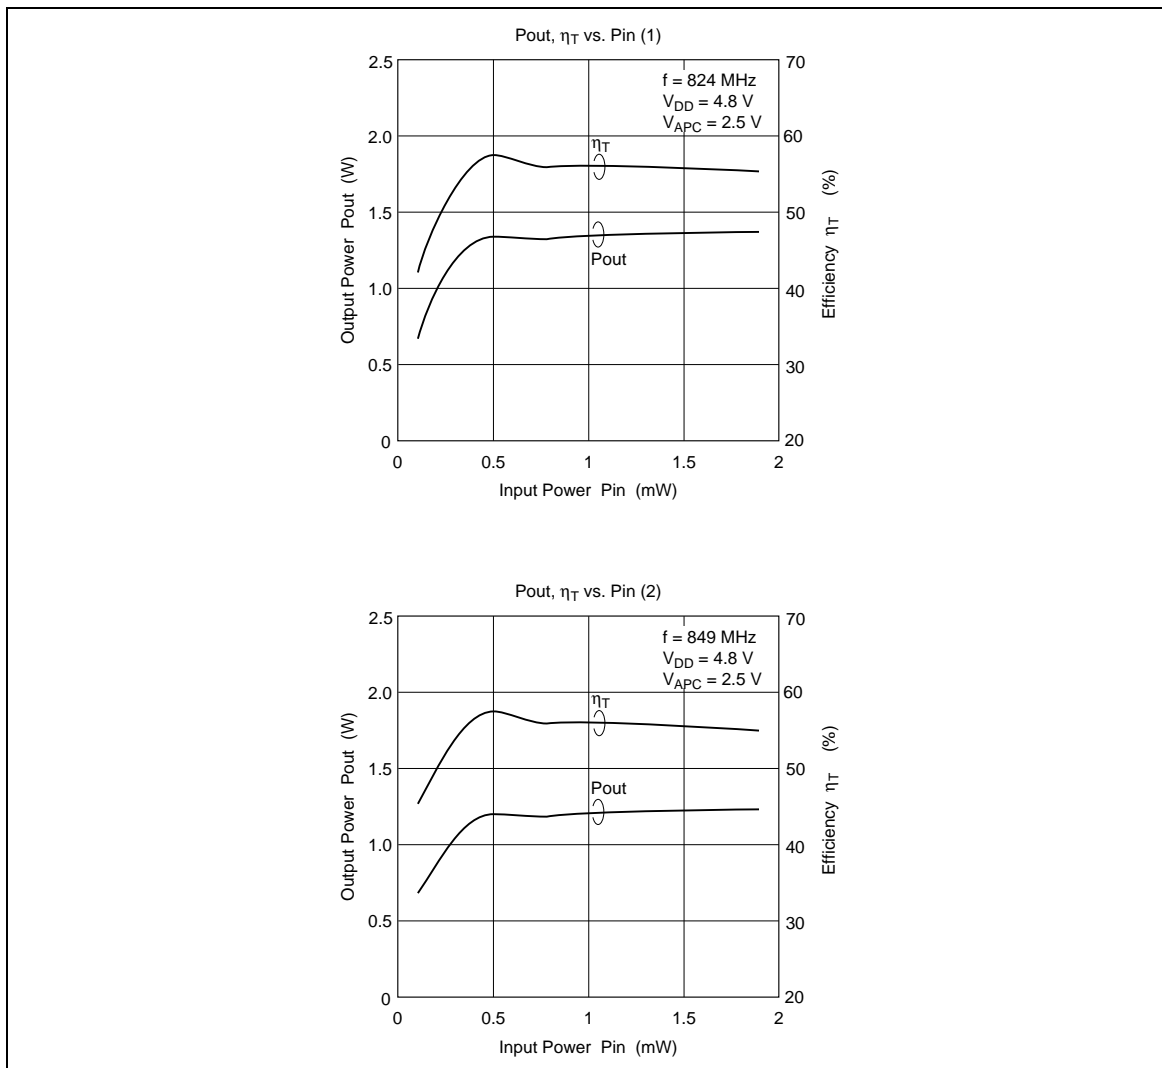 Pout, ηT vs. Pin (1)
2.5
2.0
1.5
1.0
0.5
0
Output Power Pout (W)
70
60
50
40
30
20
Efficiency ηT (%)
f = 824 MHz
VDD = 4.8 V
VAPC = 2.5 V
ηT
Pout
0 0.5 1 1.5 2
Input Power Pin (mW)
Pout, ηT vs. Pin (2)
2.5
2.0
1.5
1.0
0.5
0
Output Power Pout (W)
70
60
50
40
30
20
Efficiency ηT (%)
f = 849 MHz
VDD = 4.8 V
VAPC = 2.5 V
ηT
Pout
0 0.5 1 1.5 2
Input Power Pin (mW)